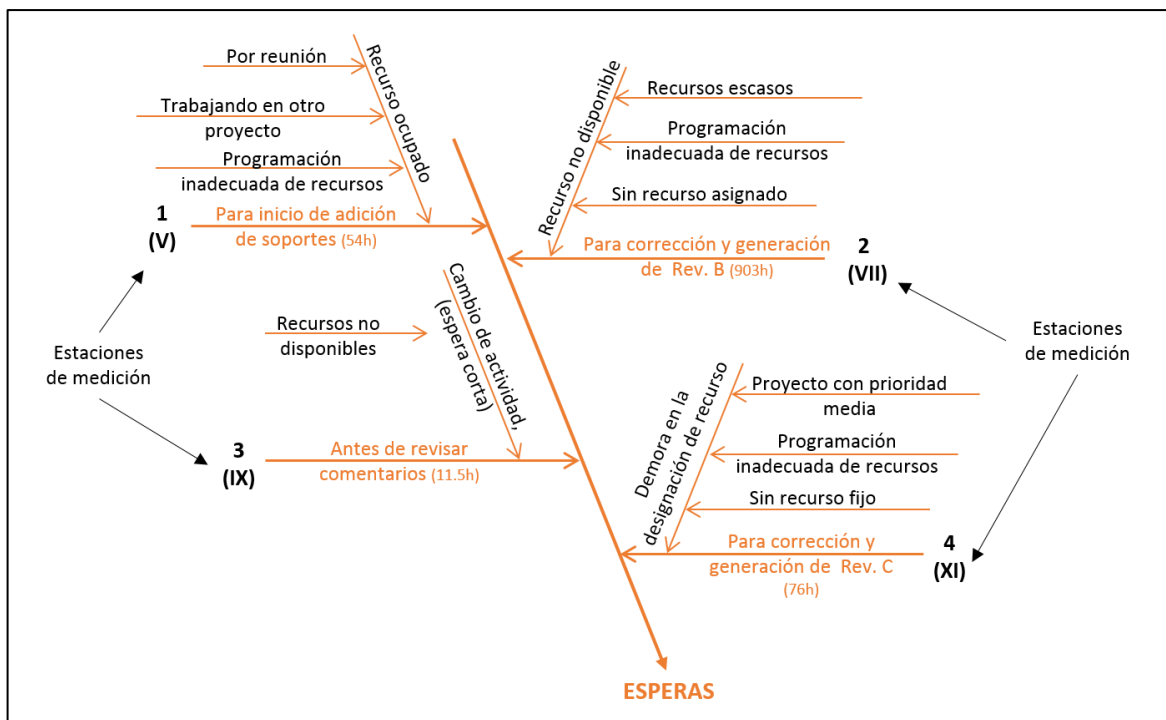 Por reunión
Trabajando en otro
proyecto
Programación
inadecuada de recursos
Recurso ocupado
1
(V)
Para inicio de adición
de soportes (54h)
Recurso no disponible
Recursos escasos
Programación
inadecuada de recursos
Sin recurso asignado
Para corrección y generación
de Rev. B (903h)
2
(VII)
Estaciones
de medición
Recursos no
disponibles
Cambio de actividad,
(espera corta)
3
(IX)
Antes de revisar
comentarios (11.5h)
Estaciones
de medición
Demora en la
designación de recurso
Proyecto con prioridad
media
Programación
inadecuada de recursos
Sin recurso fijo
Para corrección y
generación de Rev. C
(76h)
4
(XI)
ESPERAS